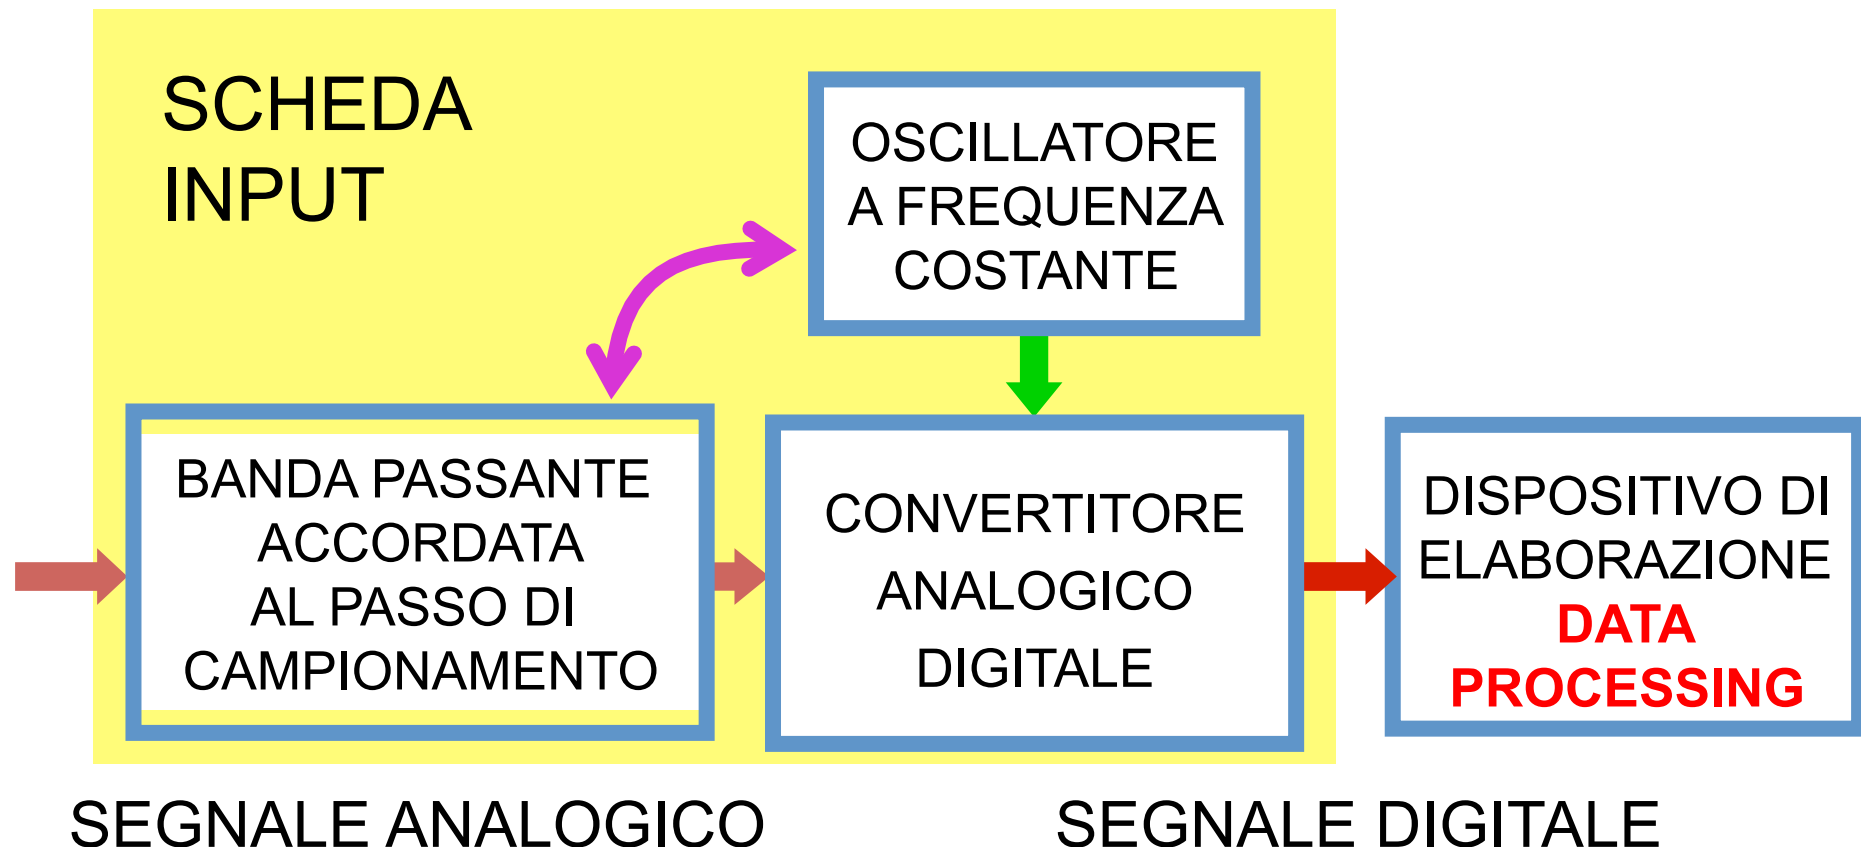 SCHEDA
INPUT
OSCILLATORE
A FREQUENZA
COSTANTE
BANDA PASSANTE
ACCORDATA
AL PASSO DI
CAMPIONAMENTO
CONVERTITORE
ANALOGICO
DIGITALE
DISPOSITIVO DI
ELABORAZIONE
DATA
PROCESSING
SEGNALE ANALOGICO
SEGNALE DIGITALE